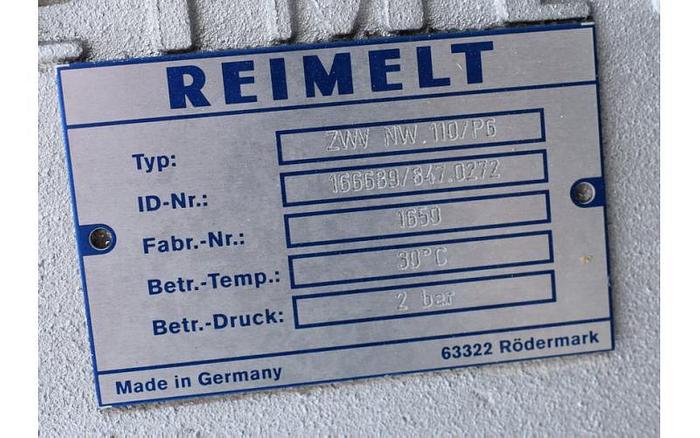 REIMELT
Typ: ZWV NW.110/P6
ID-Nr.: 166689/847.0272
Fabr.-Nr.: 1650
Betr.-Temp.: 30°C
Betr.-Druck: 2 bar
Made in Germany 63322 Rödermark